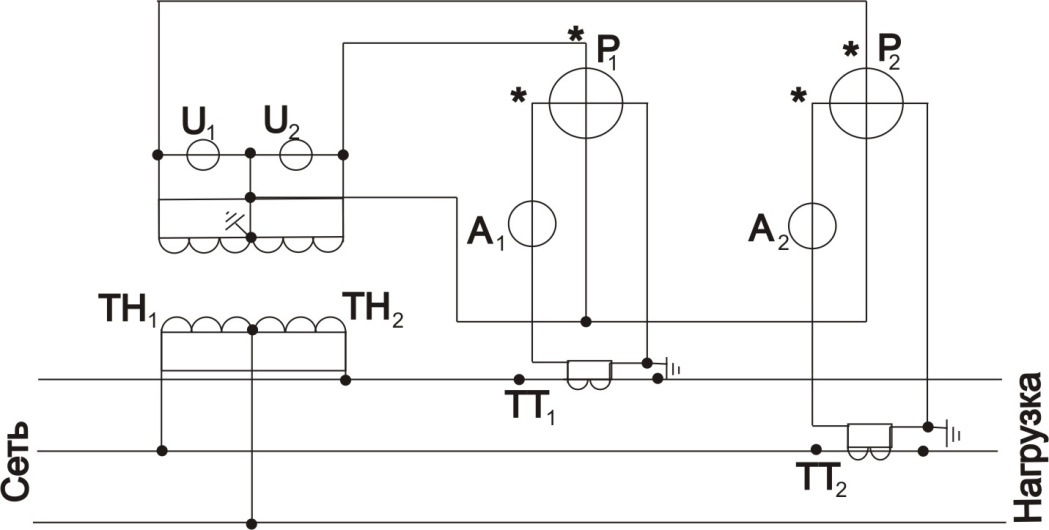 * P1
* P2
*
*
U1 U2
A1
A2
TH1 TH2
TT1
TT2
Сеть
Нагрузка